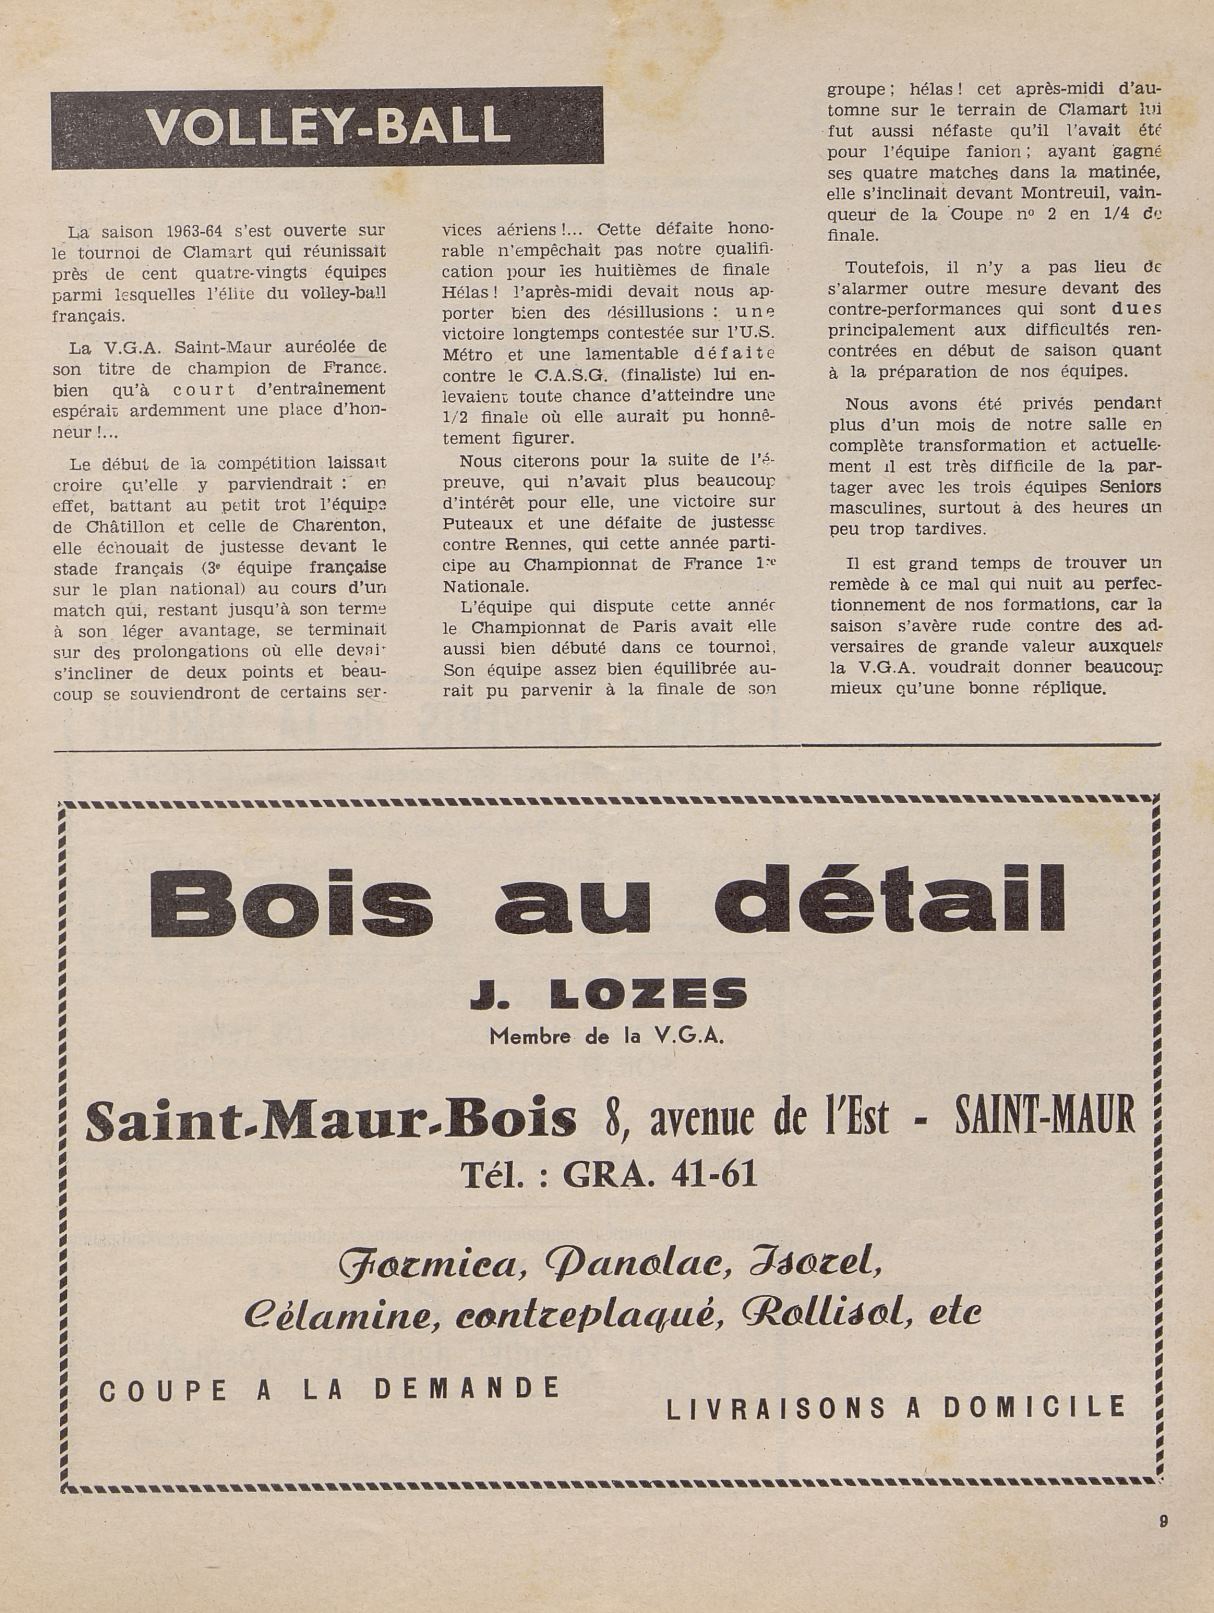 VOLLEY-BALL
La saison 1963-64 s'est ouverte sur
le tournoi de Clamart qui réunissait
près de cent quatre-vingts équipes
parmi lesquelles l'élite du volley-ball
français.
La V.G.A. Saint-Maur auréolée de
son titre de champion de France.
bien qu'à court d'entraînement
espérait ardemment une place d'hon-
neur !...
Le début de la compétition laissait
croire qu'elle y parviendrait : en
effet, battant au petit trot l'équipe
de Châtillon et celle de Charenton,
elle échouait de justesse devant le
stade français (3e équipe française
sur le plan national) au cours d'un
match qui, restant jusqu'à son terme
à son léger avantage, se terminait
sur des prolongations où elle devait
s'incliner de deux points et beau-
coup se souviendront de certains ser-
vices aériens !... Cette défaite hono-
rable n'empêchait pas notre qualifi-
cation pour les huitièmes de finale
Hélas ! l'après-midi devait nous ap-
porter bien des désillusions : une
victoire longtemps contestée sur l'U.S.
Métro et une lamentable défaite
contre le C.A.S.G. (finaliste) lui en-
levaient toute chance d'atteindre une
1/2 finale où elle aurait pu honnê-
tement figurer.
Nous citerons pour la suite de l'é-
preuve, qui n'avait plus beaucoup
d'intérêt pour elle, une victoire sur
Puteaux et une défaite de justesse
contre Rennes, qui cette année parti-
cipe au Championnat de France 1re
Nationale.
L'équipe qui dispute cette année
le Championnat de Paris avait elle
aussi bien débuté dans ce tournoi.
Son équipe assez bien équilibrée au-
rait pu parvenir à la finale de son
groupe ; hélas ! cet après-midi d'au-
tomne sur le terrain de Clamart lui
fut aussi néfaste qu'il l'avait été
pour l'équipe fanion ; ayant gagné
ses quatre matches dans la matinée,
elle s'inclinait devant Montreuil, vain-
queur de la Coupe no 2 en 1/4 de
finale.
Toutefois, il n'y a pas lieu de
s'alarmer outre mesure devant des
contre-performances qui sont dues
principalement aux difficultés ren-
contrées en début de saison quant
à la préparation de nos équipes.
Nous avons été privés pendant
plus d'un mois de notre salle en
complète transformation et actuelle-
ment il est très difficile de la par-
tager avec les trois équipes Seniors
masculines, surtout à des heures un
peu trop tardives.
Il est grand temps de trouver un
remède à ce mal qui nuit au perfec-
tionnement de nos formations, car la
saison s'avère rude contre des ad-
versaires de grande valeur auxquels
la V.G.A. voudrait donner beaucoup
mieux qu'une bonne réplique.
Bois au détail
J. LOZES
Membre de la V.G.A.
Saint-Maur-Bois 8, avenue de l'Est - SAINT-MAUR
Tél. : GRA. 41-61
Formica, Panolac, Isorel,
Célamine, contreplaqué, Rollisol, etc
COUPE A LA DEMANDE
LIVRAISONS A DOMICILE
9